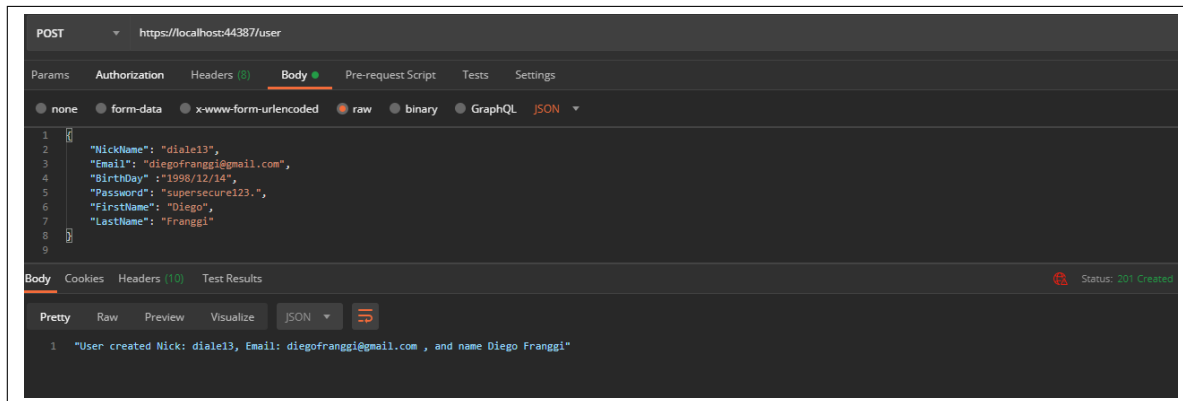 POST https://localhost:44387/user
Params Authorization Headers (8) Body Pre-request Script Tests Settings
none form-data x-www-form-urlencoded raw binary GraphQL JSON
1 {
2 "NickName": "diale13",
3 "Email": "diegofranggi@gmail.com",
4 "BirthDay" :"1998/12/14",
5 "Password": "supersecure123.",
6 "FirstName": "Diego",
7 "LastName": "Franggi"
8 }
9
Body Cookies Headers (10) Test Results Status: 201 Created
Pretty Raw Preview Visualize JSON
1 "User created Nick: diale13, Email: diegofranggi@gmail.com , and name Diego Franggi"